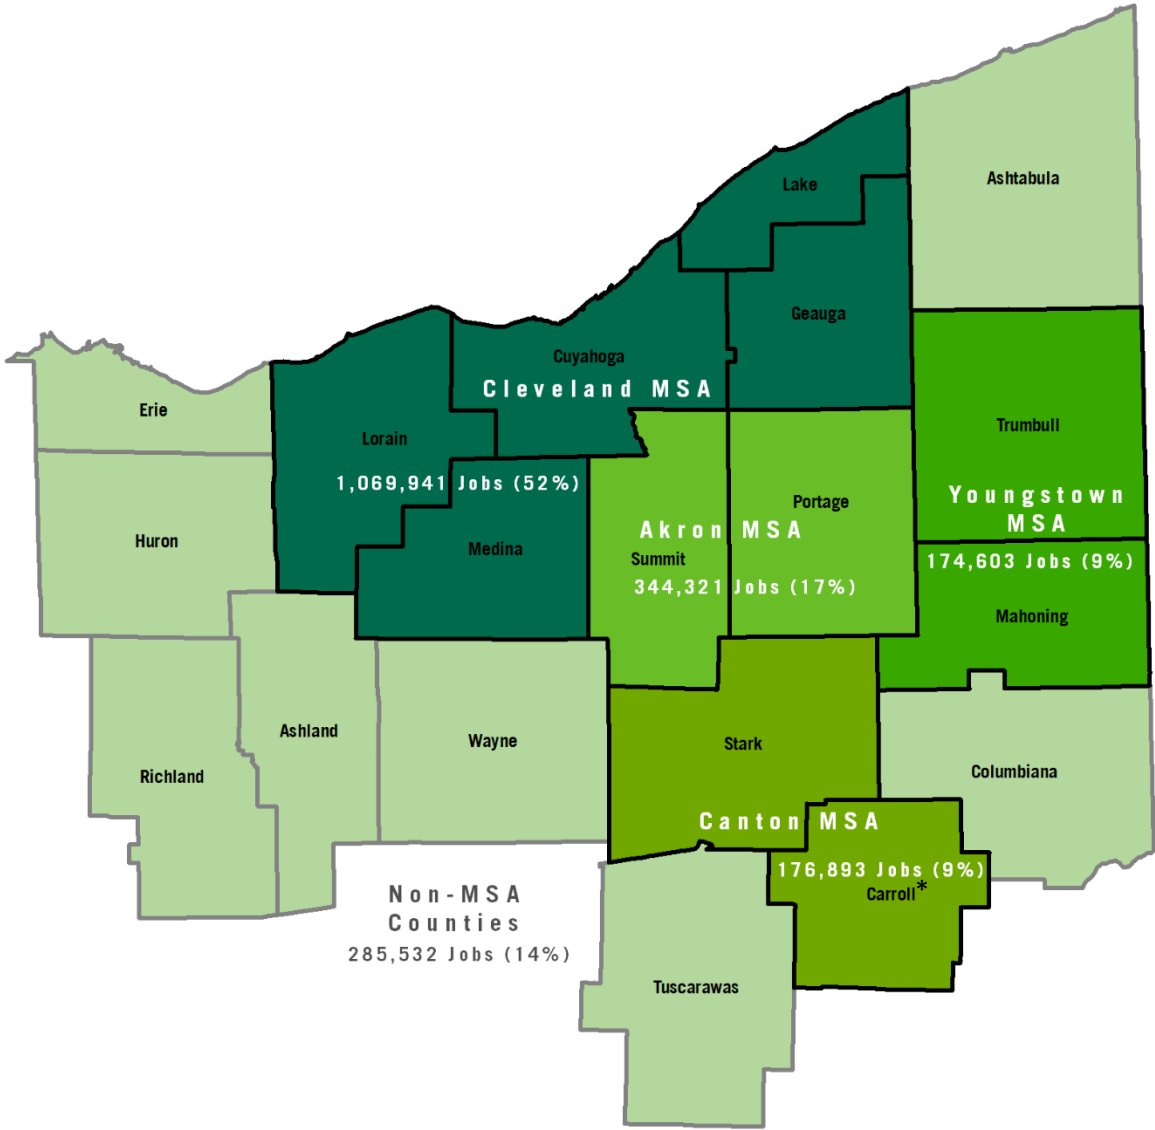 Ashtabula
Lake
Geauga
Cuyahoga
Cleveland MSA
Erie
Lorain
Trumbull
1,069,941 Jobs (52%)
Youngstown
MSA
Portage
Akron MSA
Huron
Medina
Summit
174,603 Jobs (9%)
344,321 Jobs (17%)
Mahoning
Ashland
Wayne
Stark
Richland
Columbiana
Canton MSA
176,893 Jobs (9%)
Carroll*
Non-MSA
Counties
285,532 Jobs (14%)
Tuscarawas